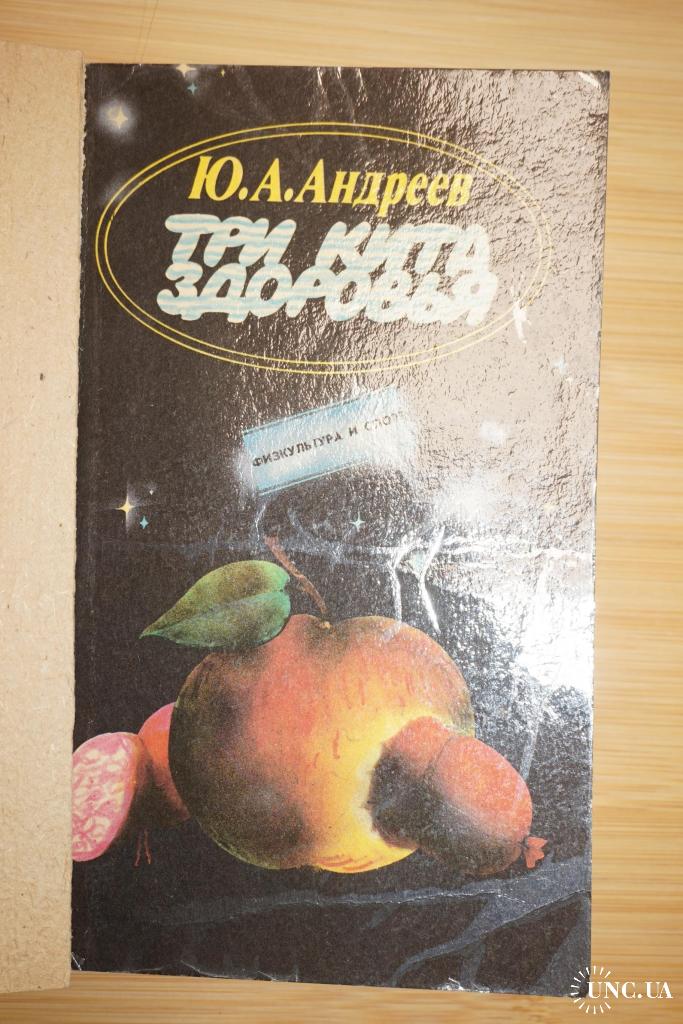 Ю.А.Андреев
ТРИ КИТА
ЗДОРОВЬЯ
ФИЗКУЛЬТУРА И СПОРТ
UNC.UA